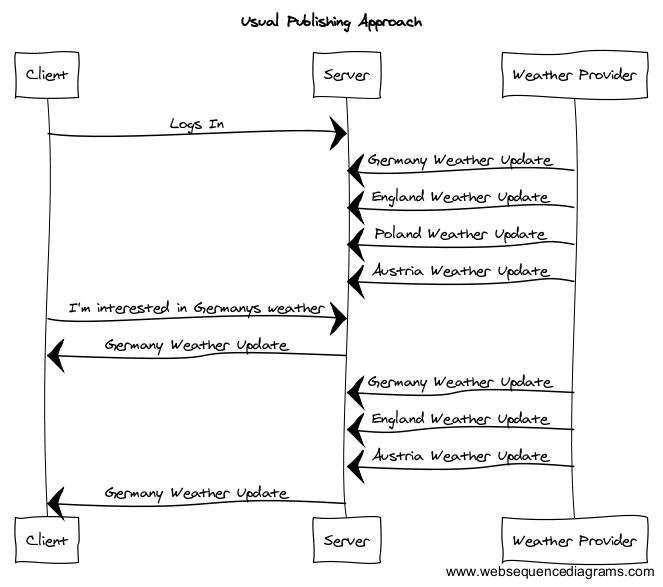 Usual Publishing Approach
Client
Server
Weather Provider
Logs In
Germany Weather Update
England Weather Update
Poland Weather Update
Austria Weather Update
I'm interested in Germanys weather
Germany Weather Update
Germany Weather Update
England Weather Update
Austria Weather Update
Germany Weather Update
Client
Server
Weather Provider
www.websequencediagrams.com